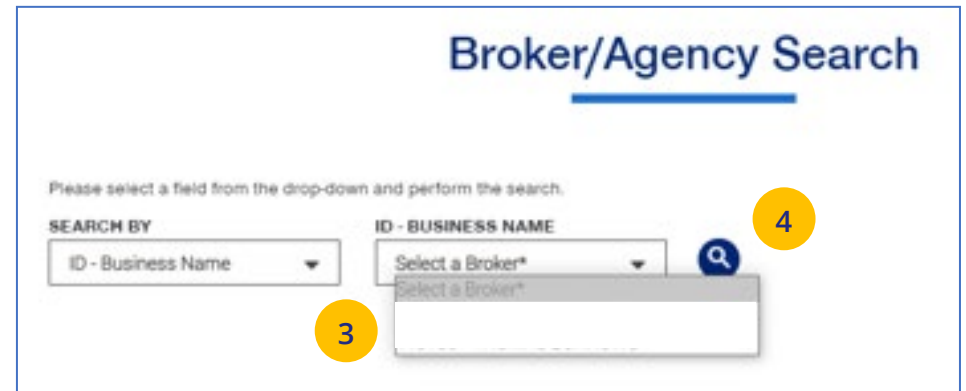 Broker/Agency Search
Please select a field from the drop-down and perform the search.
SEARCH BY
ID - BUSINESS NAME
4
ID - Business Name
Select a Broker*
Select a Broker*
3